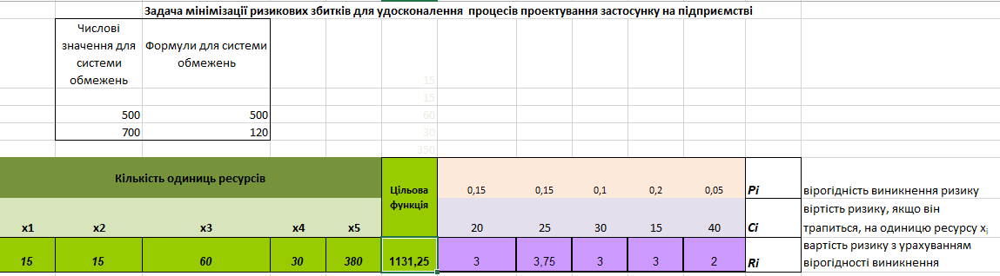 Задача мінімізації ризикових збитків для удосконалення процесів проектування застосунку на підприємстві
Числові значення для системи обмежень
Формули для системи обмежень
15
15
500 500 60
700 120 30
350
Кількість одиниць ресурсів
Цільова функція
0,15 0,15 0,1 0,2 0,05 Pi вірогідність виникнення ризику
x1 x2 x3 x4 x5
20 25 30 15 40 Ci віртість ризику, якщо він трапиться, на одиницю ресурсу xi
15 15 60 30 380 1131,25 3 3,75 3 3 2 Ri вартість ризику з урахуванням вірогідності виникнення